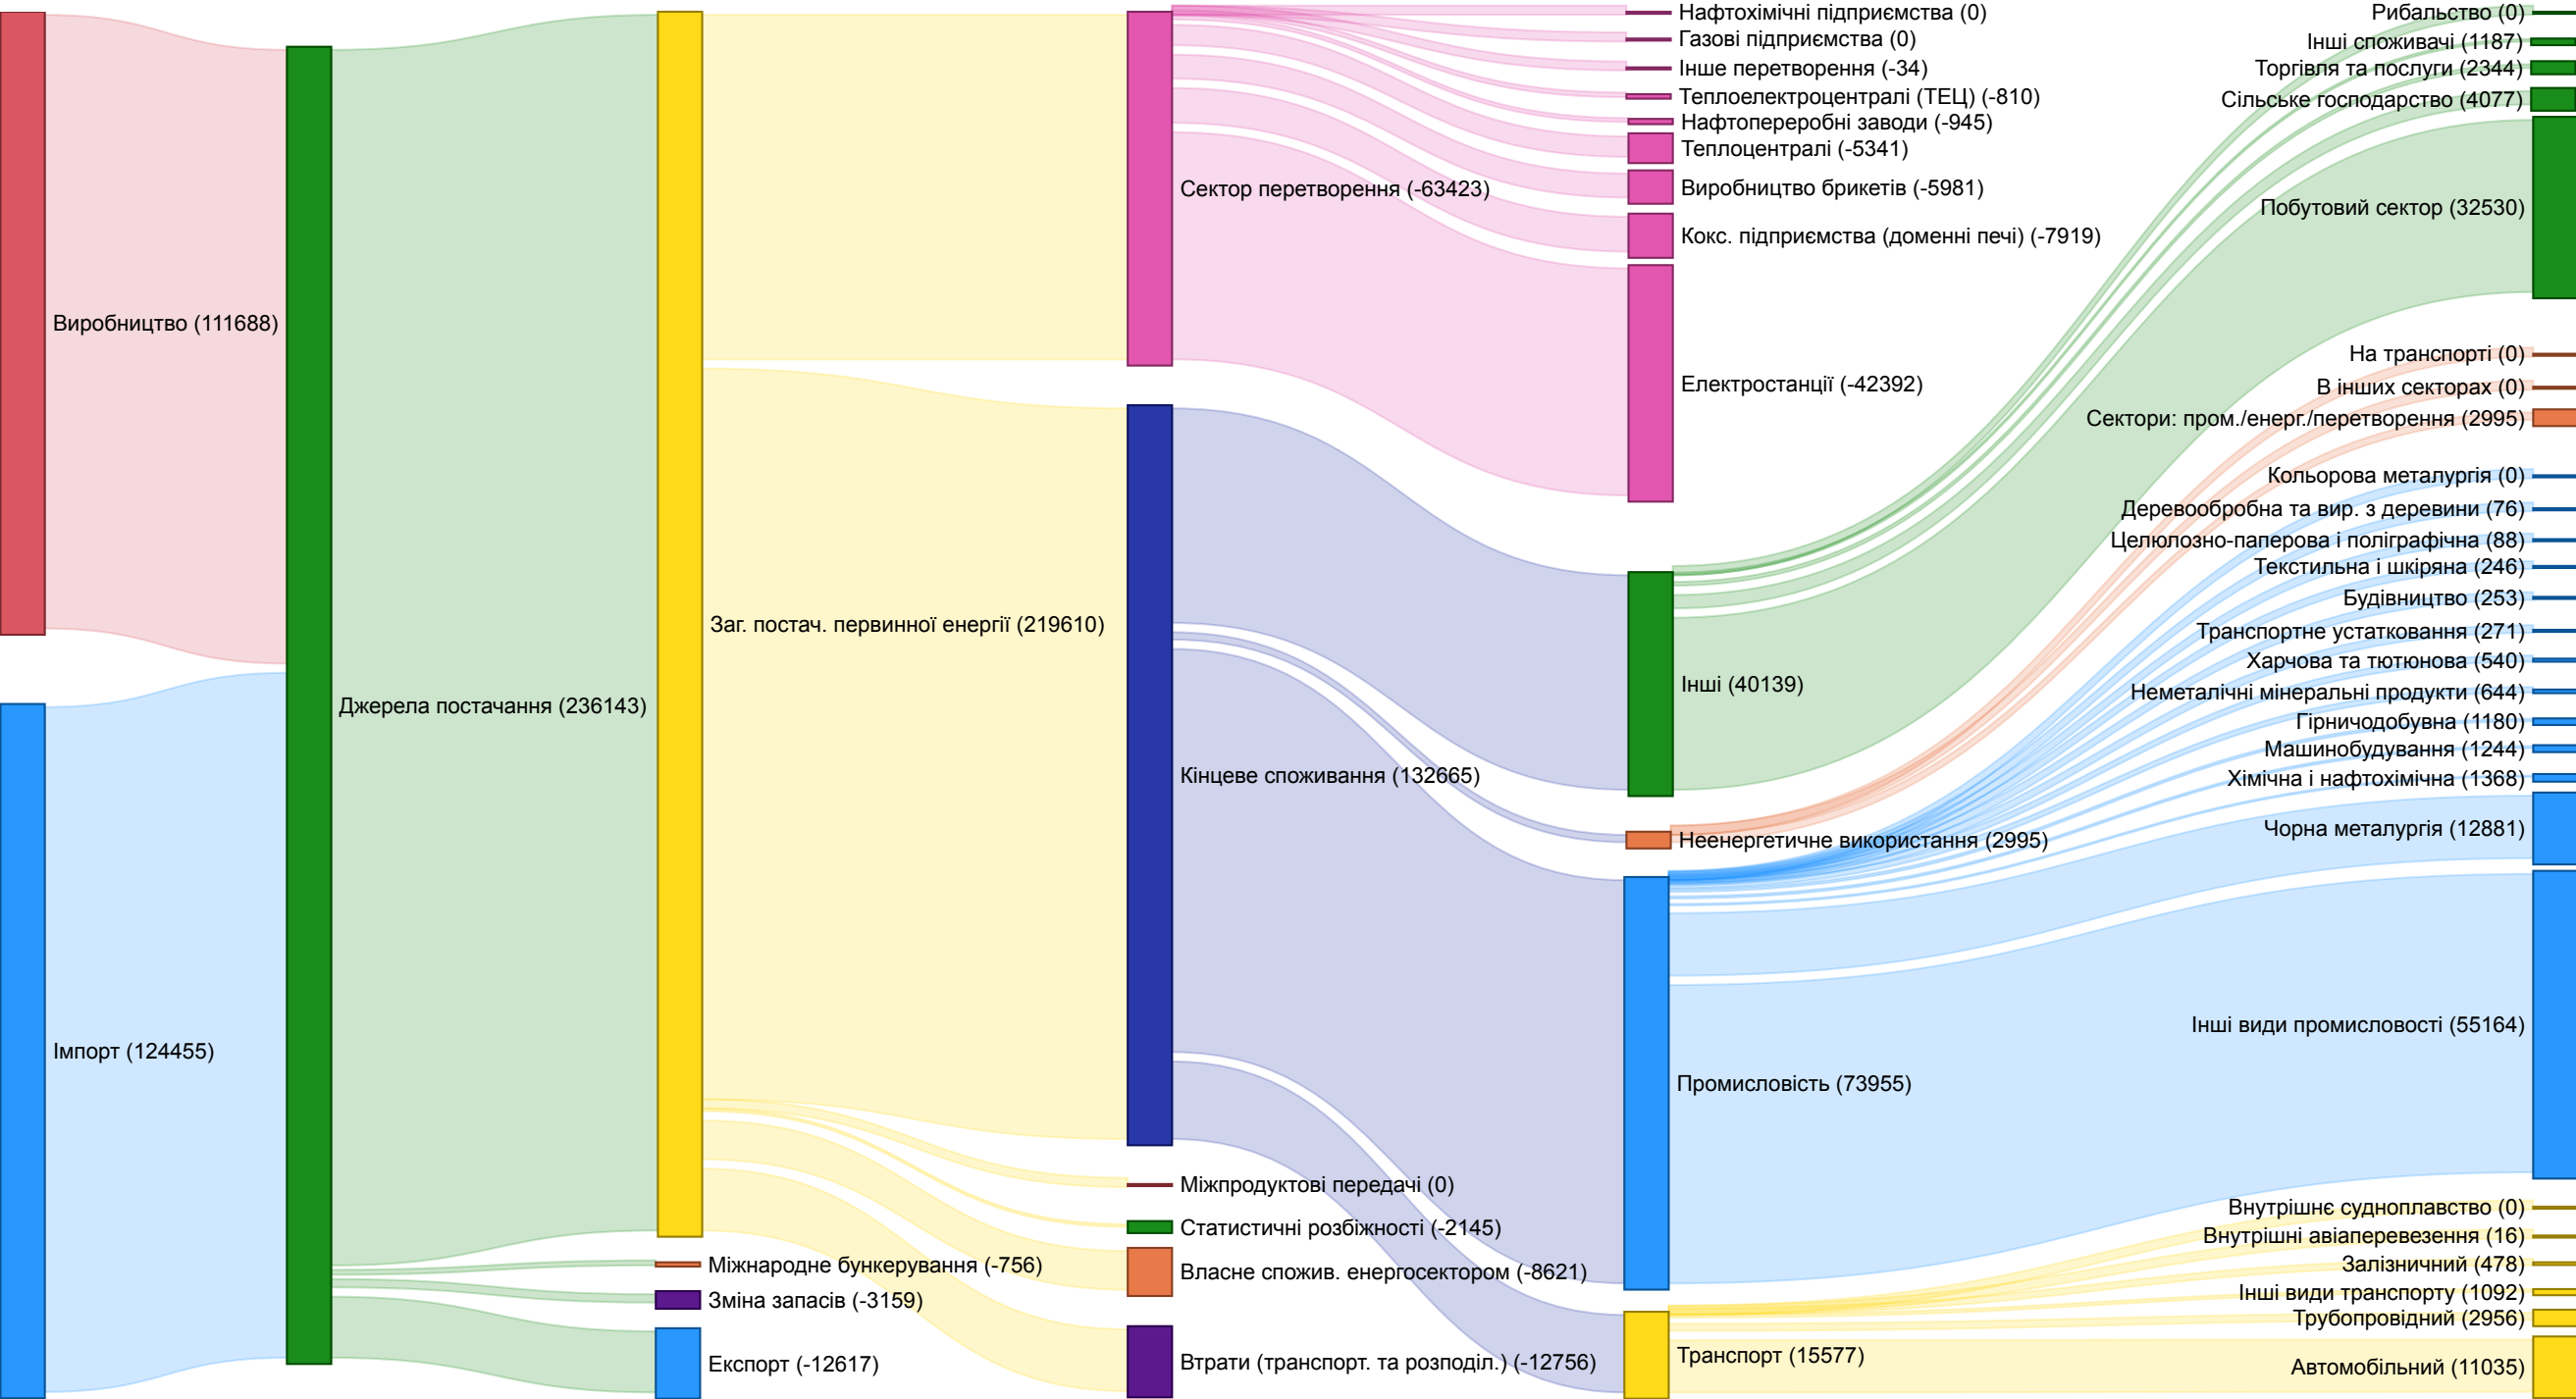 Виробництво (111688)
Імпорт (124455)
Джерела постачання (236143)
Заг. постач. первинної енергії (219610)
Міжнародне бункерування (-756)
Зміна запасів (-3159)
Експорт (-12617)
Сектор перетворення (-63423)
Кінцеве споживання (132665)
Міжпродуктові передачі (0)
Статистичні розбіжності (-2145)
Власне спожив. енергосектором (-8621)
Втрати (транспорт. та розподіл.) (-12756)
Нафтохімічні підприємства (0)
Газові підприємства (0)
Інше перетворення (-34)
Теплоелектроцентралі (ТЕЦ) (-810)
Нафтопереробні заводи (-945)
Теплоцентралі (-5341)
Виробництво брикетів (-5981)
Кокс. підприємства (доменні печі) (-7919)
Електростанції (-42392)
Інші (40139)
Неенергетичне використання (2995)
Промисловість (73955)
Транспорт (15577)
Рибальство (0)
Інші споживачі (1187)
Торгівля та послуги (2344)
Сільське господарство (4077)
Побутовий сектор (32530)
На транспорті (0)
В інших секторах (0)
Сектори: пром./енерг./перетворення (2995)
Кольорова металургія (0)
Деревообробна та вир. з деревини (76)
Целюлозно-паперова і поліграфічна (88)
Текстильна і шкіряна (246)
Будівництво (253)
Транспортне устатковання (271)
Харчова та тютюнова (540)
Неметалічні мінеральні продукти (644)
Гірничодобувна (1180)
Машинобудування (1244)
Хімічна і нафтохімічна (1368)
Чорна металургія (12881)
Інші види промисловості (55164)
Внутрішнє судноплавство (0)
Внутрішні авіаперевезення (16)
Залізничний (478)
Інші види транспорту (1092)
Трубопровідний (2956)
Автомобільний (11035)